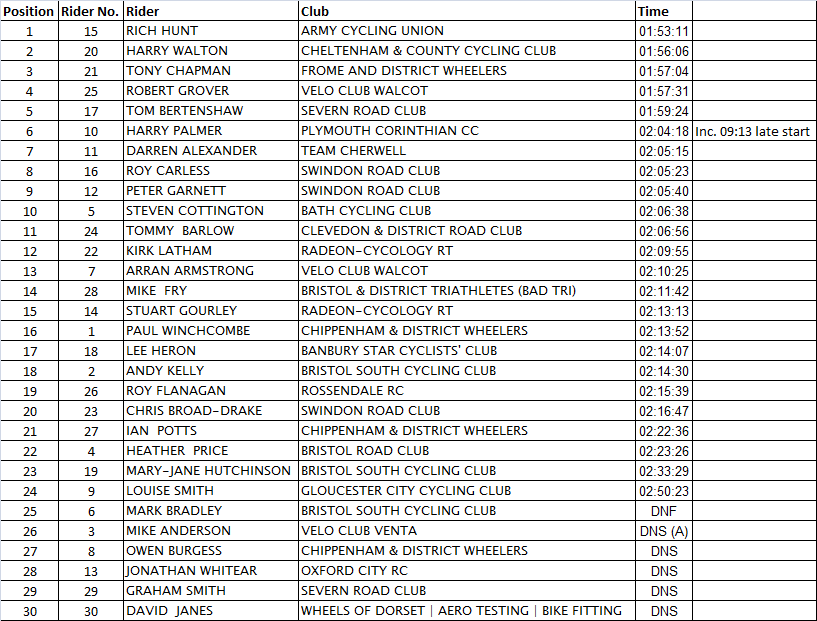 Position Rider No. Rider Club Time
1 15 RICH HUNT ARMY CYCLING UNION 01:53:11
2 20 HARRY WALTON CHELTENHAM & COUNTY CYCLING CLUB 01:56:06
3 21 TONY CHAPMAN FROME AND DISTRICT WHEELERS 01:57:04
4 25 ROBERT GROVER VELO CLUB WALCOT 01:57:31
5 17 TOM BERTENSHAW SEVERN ROAD CLUB 01:59:24
6 10 HARRY PALMER PLYMOUTH CORINTHIAN CC 02:04:18 Inc. 09:13 late start
7 11 DARREN ALEXANDER TEAM CHERWELL 02:05:15
8 16 ROY CARLESS SWINDON ROAD CLUB 02:05:23
9 12 PETER GARNETT SWINDON ROAD CLUB 02:05:40
10 5 STEVEN COTTINGTON BATH CYCLING CLUB 02:06:38
11 24 TOMMY  BARLOW CLEVEDON & DISTRICT ROAD CLUB 02:06:56
12 22 KIRK LATHAM RADEON-CYCOLOGY RT 02:09:55
13 7 ARRAN ARMSTRONG VELO CLUB WALCOT 02:10:25
14 28 MIKE  FRY BRISTOL & DISTRICT TRIATHLETES (BAD TRI) 02:11:42
15 14 STUART GOURLEY RADEON-CYCOLOGY RT 02:13:13
16 1 PAUL WINCHCOMBE CHIPPENHAM & DISTRICT WHEELERS 02:13:52
17 18 LEE HERON BANBURY STAR CYCLISTS' CLUB 02:14:07
18 2 ANDY KELLY BRISTOL SOUTH CYCLING CLUB 02:14:30
19 26 ROY FLANAGAN ROSSENDALE RC 02:15:39
20 23 CHRIS BROAD-DRAKE SWINDON ROAD CLUB 02:16:47
21 27 IAN  POTTS CHIPPENHAM & DISTRICT WHEELERS 02:22:36
22 4 HEATHER  PRICE BRISTOL ROAD CLUB 02:23:26
23 19 MARY-JANE HUTCHINSON BRISTOL SOUTH CYCLING CLUB 02:33:29
24 9 LOUISE SMITH GLOUCESTER CITY CYCLING CLUB 02:50:23
25 6 MARK BRADLEY BRISTOL SOUTH CYCLING CLUB DNF
26 3 MIKE ANDERSON VELO CLUB VENTA DNS (A)
27 8 OWEN BURGESS CHIPPENHAM & DISTRICT WHEELERS DNS
28 13 JONATHAN WHITEAR OXFORD CITY RC DNS
29 29 GRAHAM SMITH SEVERN ROAD CLUB DNS
30 30 DAVID  JANES WHEELS OF DORSET | AERO TESTING | BIKE FITTING DNS